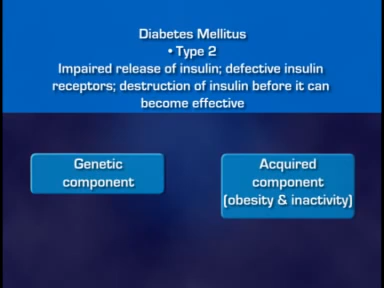 Diabetes Mellitus
• Type 2
Impaired release of insulin; defective insulin
receptors; destruction of insulin before it can
become effective
Genetic
component
Acquired
component
(obesity & inactivity)